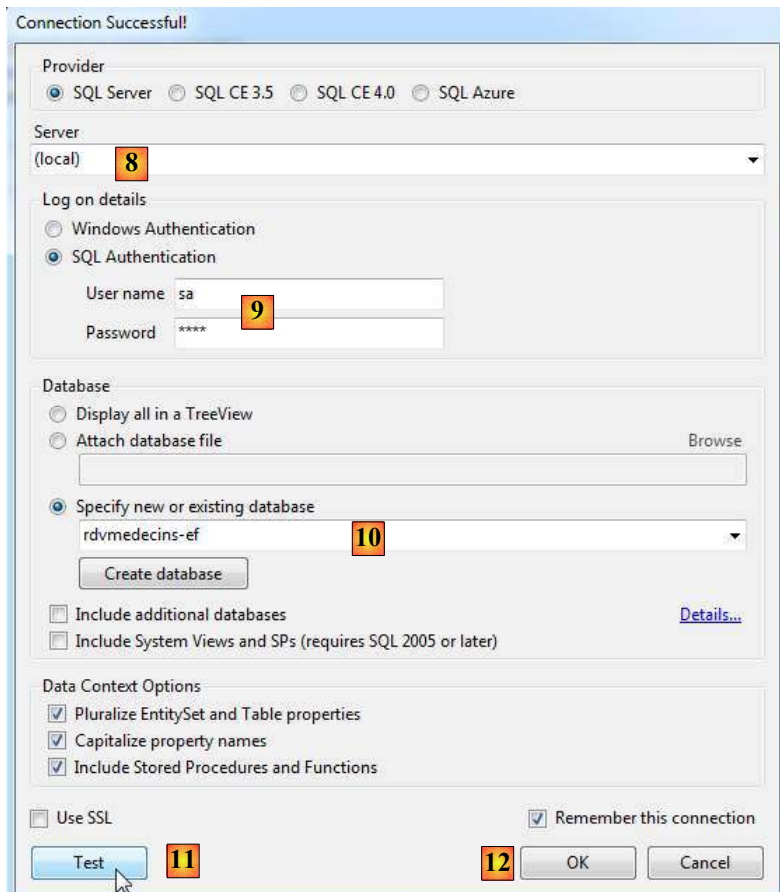 Connection Successful!
Provider
SQL Server SQL CE 3.5 SQL CE 4.0 SQL Azure
Server
(local) 8
Log on details
Windows Authentication
SQL Authentication
User name sa
9
Password ****
Database
Display all in a TreeView
Attach database file Browse
Specify new or existing database
rdvmedecins-ef 10
Create database
Include additional databases Details...
Include System Views and SPs (requires SQL 2005 or later)
Data Context Options
Pluralize EntitySet and Table properties
Capitalize property names
Include Stored Procedures and Functions
Use SSL Remember this connection
Test 11 12 OK Cancel